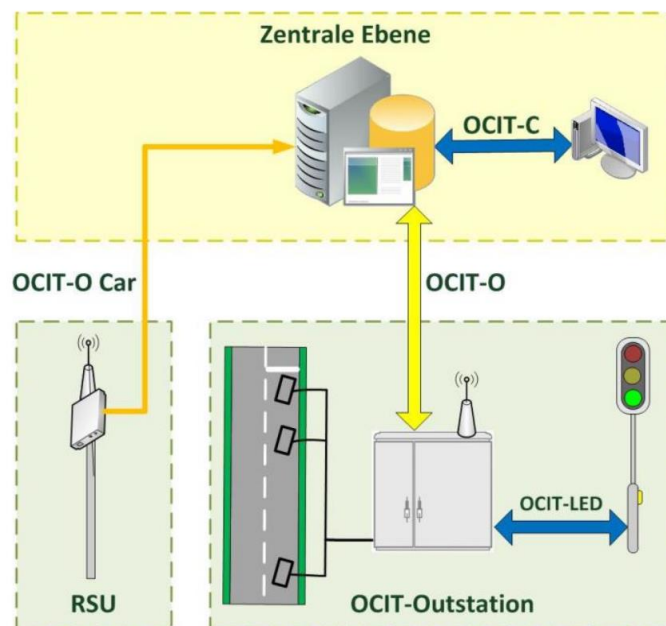 Zentrale Ebene
OCIT-C
OCIT-O Car
OCIT-O
OCIT-LED
RSU
OCIT-Outstation